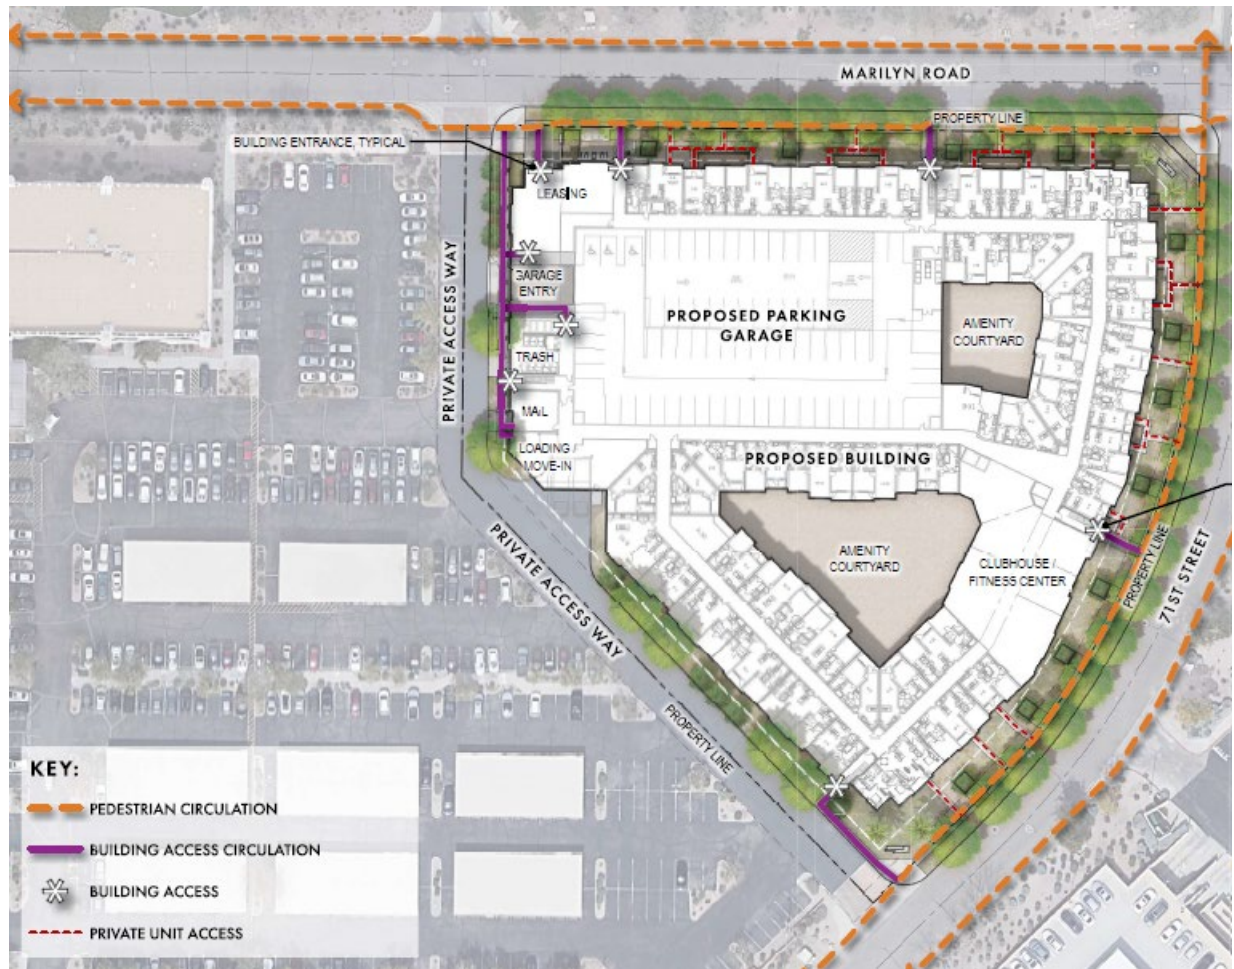 MARILYN ROAD
PROPERTY LINE
BUILDING ENTRANCE, TYPICAL
LEASING
GARAGE
ENTRY
PROPOSED PARKING
GARAGE
AMENITY
COURTYARD
PRIVATE ACCESS WAY
TRASH
MAIL
LOADING /
MOVE-IN
PROPOSED BUILDING
AMENITY
COURTYARD
CLUBHOUSE /
FITNESS CENTER
PROPERTY LINE
71ST STREET
PRIVATE ACCESS WAY
PROPERTY LINE
KEY:
PEDESTRIAN CIRCULATION
BUILDING ACCESS CIRCULATION
BUILDING ACCESS
PRIVATE UNIT ACCESS